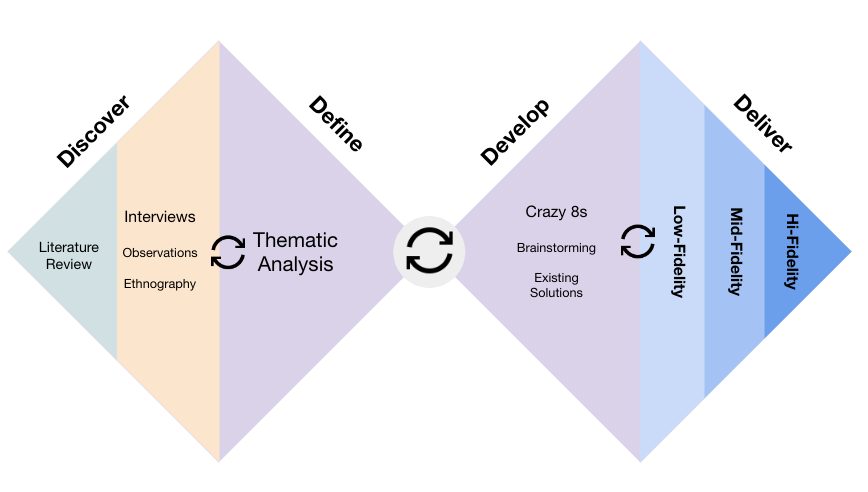 Discover
Define
Develop
Deliver
Literature
Review
Interviews
Observations
Ethnography
Thematic
Analysis
Crazy 8s
Brainstorming
Existing
Solutions
Low-Fidelity
Mid-Fidelity
Hi-Fidelity